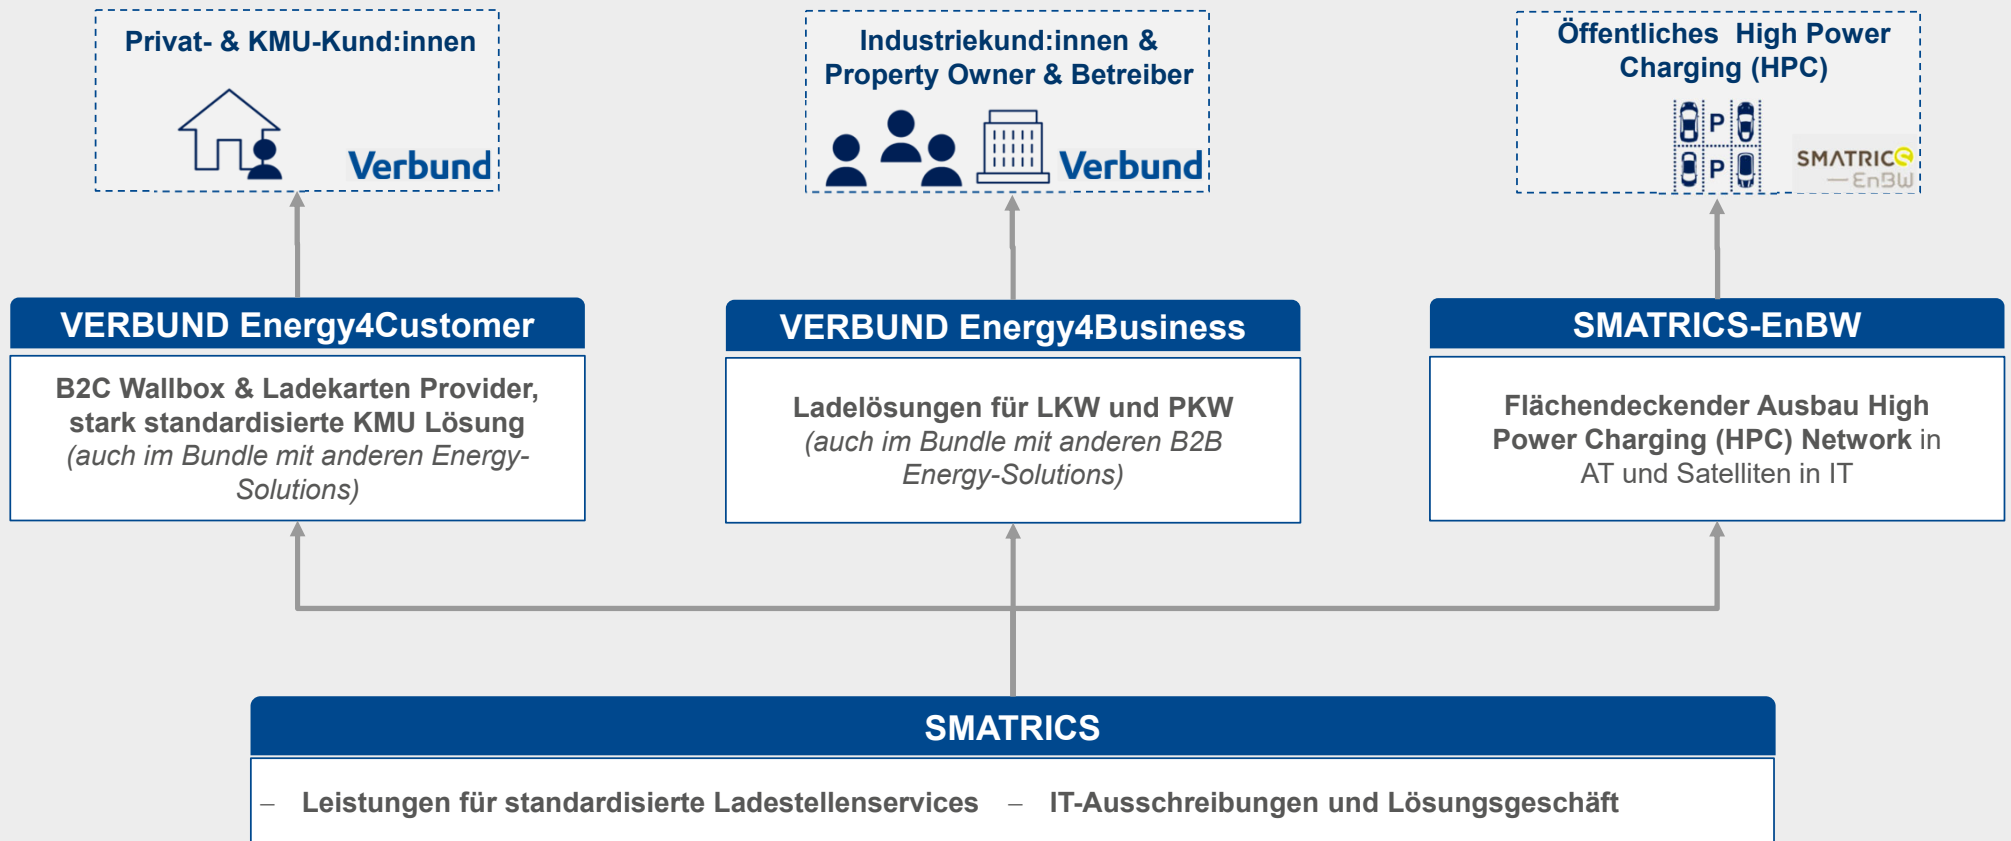 Privat- & KMU-Kund:innen
Verbund
Industriekund:innen &
Property Owner & Betreiber
Verbund
Öffentliches High Power
Charging (HPC)
P
P
SMATRICS
EnBW
VERBUND Energy4Customer
B2C Wallbox & Ladekarten Provider,
stark standardisierte KMU Lösung
(auch im Bundle mit anderen Energy-
Solutions)
VERBUND Energy4Business
Ladelösungen für LKW und PKW
(auch im Bundle mit anderen B2B
Energy-Solutions)
SMATRICS-EnBW
Flächendeckender Ausbau High
Power Charging (HPC) Network in
AT und Satelliten in IT
SMATRICS
– Leistungen für standardisierte Ladestellenservices
– IT-Ausschreibungen und Lösungsgeschäft